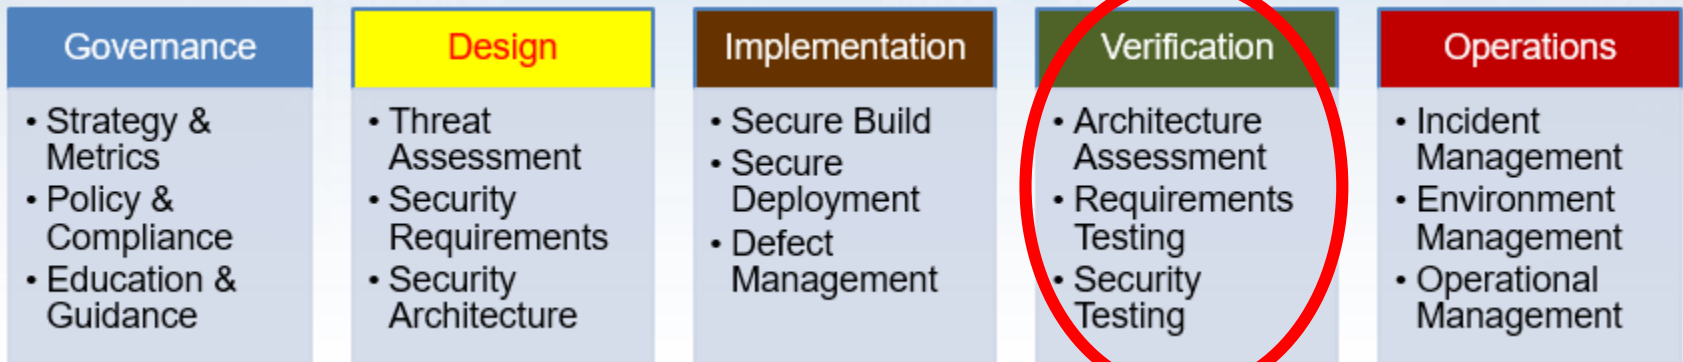 Governance
• Strategy &
Metrics
• Policy &
Compliance
• Education &
Guidance
Design
• Threat
Assessment
• Security
Requirements
• Security
Architecture
Implementation
• Secure Build
• Secure
Deployment
• Defect
Management
Verification
• Architecture
Assessment
• Requirements
Testing
• Security
Testing
Operations
• Incident
Management
• Environment
Management
• Operational
Management